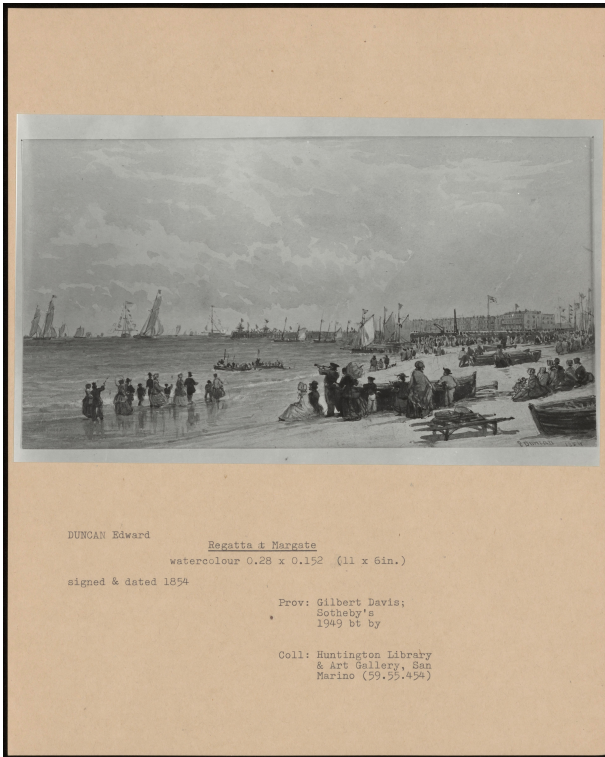 DUNCAN Edward
Regatta at Margate
watercolour 0.28 x 0.152 (11 x 6in.)
signed & dated 1854
Prov: Gilbert Davis;
Sotheby's
1949 bt by
Coll: Huntington Library
& Art Gallery, San
Marino (59.55.454)